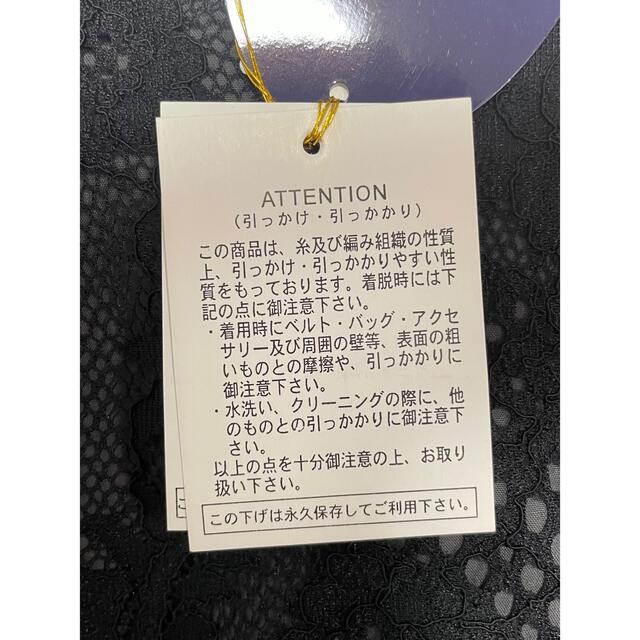 ATTENTION
（引っかけ・引っかかり）
この商品は、糸及び編み組織の性質
上、引っかけ・引っかかりやすい性
質をもっております。着脱時には下
記の点に御注意下さい。
・着用時にベルト・バッグ・アクセ
サリー及び周囲の壁等、表面の粗
いものとの摩擦や、引っかかりに
御注意下さい。
・水洗い、クリーニングの際に、他
のものとの引っかかりに御注意下
さい。
以上の点を十分御注意の上、お取り
扱い下さい。
この下げは永久保存してご利用下さい。